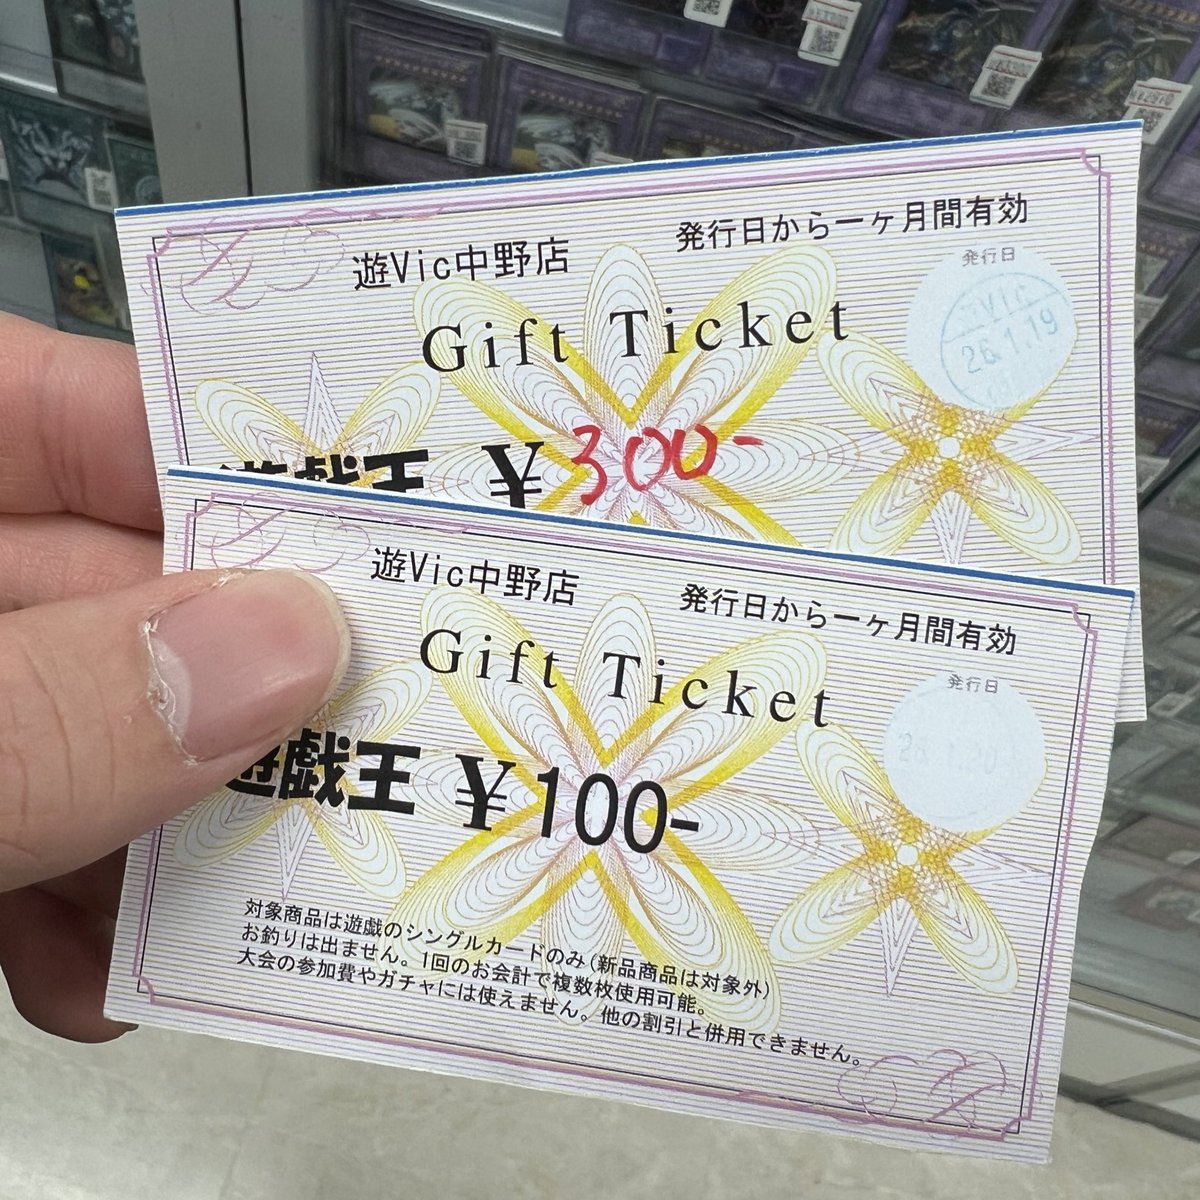 遊Vic中野店
発行日から一ヶ月間有効
発行日
26.1.19
Gift Ticket
遊戯王 ¥300-
遊Vic中野店
発行日から一ヶ月間有効
発行日
Gift Ticket
遊戯王 ¥100-
対象商品は遊戯のシングルカードのみ(新品商品は対象外)
お釣りは出ません。1回のお会計で複数枚使用可能。
大会の参加費やガチャには使えません。他の割引と併用できません。